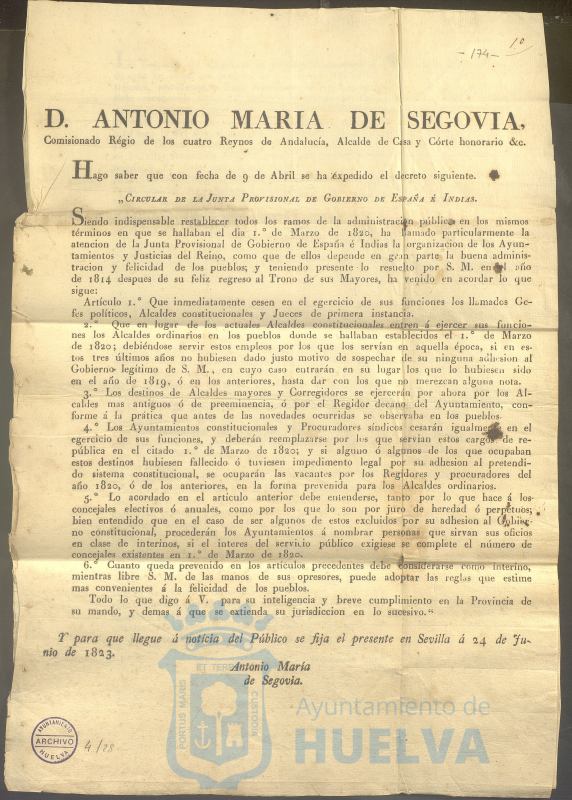 1º
-174-
D. ANTONIO MARIA DE SEGOVIA,
Comisionado Régio de los cuatro Reynos de Andalucía, Alcalde de Casa y Córte honorario &c.
Hago saber que con fecha de 9 de Abril se ha expedido el decreto siguiente.
„CIRCULAR DE LA JUNTA PROVISIONAL DE GOBIERNO DE ESPAÑA É INDIAS.
Siendo indispensable restablecer todos los ramos de la administracion pública en los mismos
términos en que se hallaban el dia 1.º de Marzo de 1820, ha llamado particularmente la
atencion de la Junta Provisional de Gobierno de España é Indias la organizacion de los Ayun-
tamientos y Justicias del Reino, como que de ellos depende en gran parte la buena adminis-
tracion y felicidad de los pueblos; y teniendo presente lo resuelto por S. M. en el año
de 1814 despues de su feliz regreso al Trono de sus Mayores, ha venido en acordar lo que
sigue:
Artículo 1.º Que inmediatamente cesen en el egercicio de sus funciones los llamados Ge-
fes políticos, Alcaldes constitucionales y Jueces de primera instancia.
2.º Que en lugar de los actuales Alcaldes constitucionales entren á ejercer sus funcio-
nes los Alcaldes ordinarios en los pueblos donde se hallaban establecidos el 1.º de Marzo
de 1820; debiéndose servir estos empleos por los que los servian en aquella época, si en es-
tos tres últimos años no hubiesen dado justo motivo de sospechar de su ninguna adhesion al
Gobierno legítimo de S. M., en cuyo caso entrarán en su lugar los que lo hubiesen sido
en el año de 1819, ó en los anteriores, hasta dar con los que no merezcan alguna nota.
3.º Los destinos de Alcaldes mayores y Corregidores se ejercerán por ahora por los Al-
caldes mas antiguos ó de preeminencia, ó por el Regidor decano del Ayuntamiento, con-
forme á la prática que antes de las novedades ocurridas se observaba en los pueblos.
4.º Los Ayuntamientos constitucionales y Procuradores síndicos cesarán igualmente en el
egercicio de sus funciones, y deberán reemplazarse por los que servian estos cargos de re-
pública en el citado 1.º de Marzo de 1820; y si alguno ó algunos de los que ocupaban
estos destinos hubiesen fallecido ó tuviesen impedimento legal por su adhesion al pretendi-
do sistema constitucional, se ocuparán las vacantes por los Regidores y procuradores del
año 1820, ó de los anteriores, en la forma prevenida para los Alcaldes ordinarios.
5.º Lo acordado en el artículo anterior debe entenderse, tanto por lo que hace á los
concejales electivos ó anuales, como por los que lo son por juro de heredad ó perpétuos;
bien entendido que en el caso de ser algunos de estos excluidos por su adhesion al Gobier-
no constitucional, procederán los Ayuntamientos á nombrar personas que sirvan sus oficios
en clase de interinos, si el interes del servicio público exigiese se complete el número de
concejales existentes en 1.º de Marzo de 1820.
6.º Cuanto queda prevenido en los artículos precedentes debe considerarse como interino,
mientras libre S. M. de las manos de sus opresores, puede adoptar las reglas que estime
mas convenientes á la felicidad de los pueblos.
Todo lo que digo á V. para su inteligencia y breve cumplimiento en la Provincia de
su mando, y demas á que se extienda su jurisdiccion en lo sucesivo."
Y para que llegue á noticia del Público se fija el presente en Sevilla á 24 de Ju-
nio de 1823.
Antonio María
de Segovia.
PORTUS MARIS ET TERRÆ CUSTODIA
Ayuntamiento de
HUELVA
AYUNTAMIENTO
ARCHIVO
HUELVA
4./28